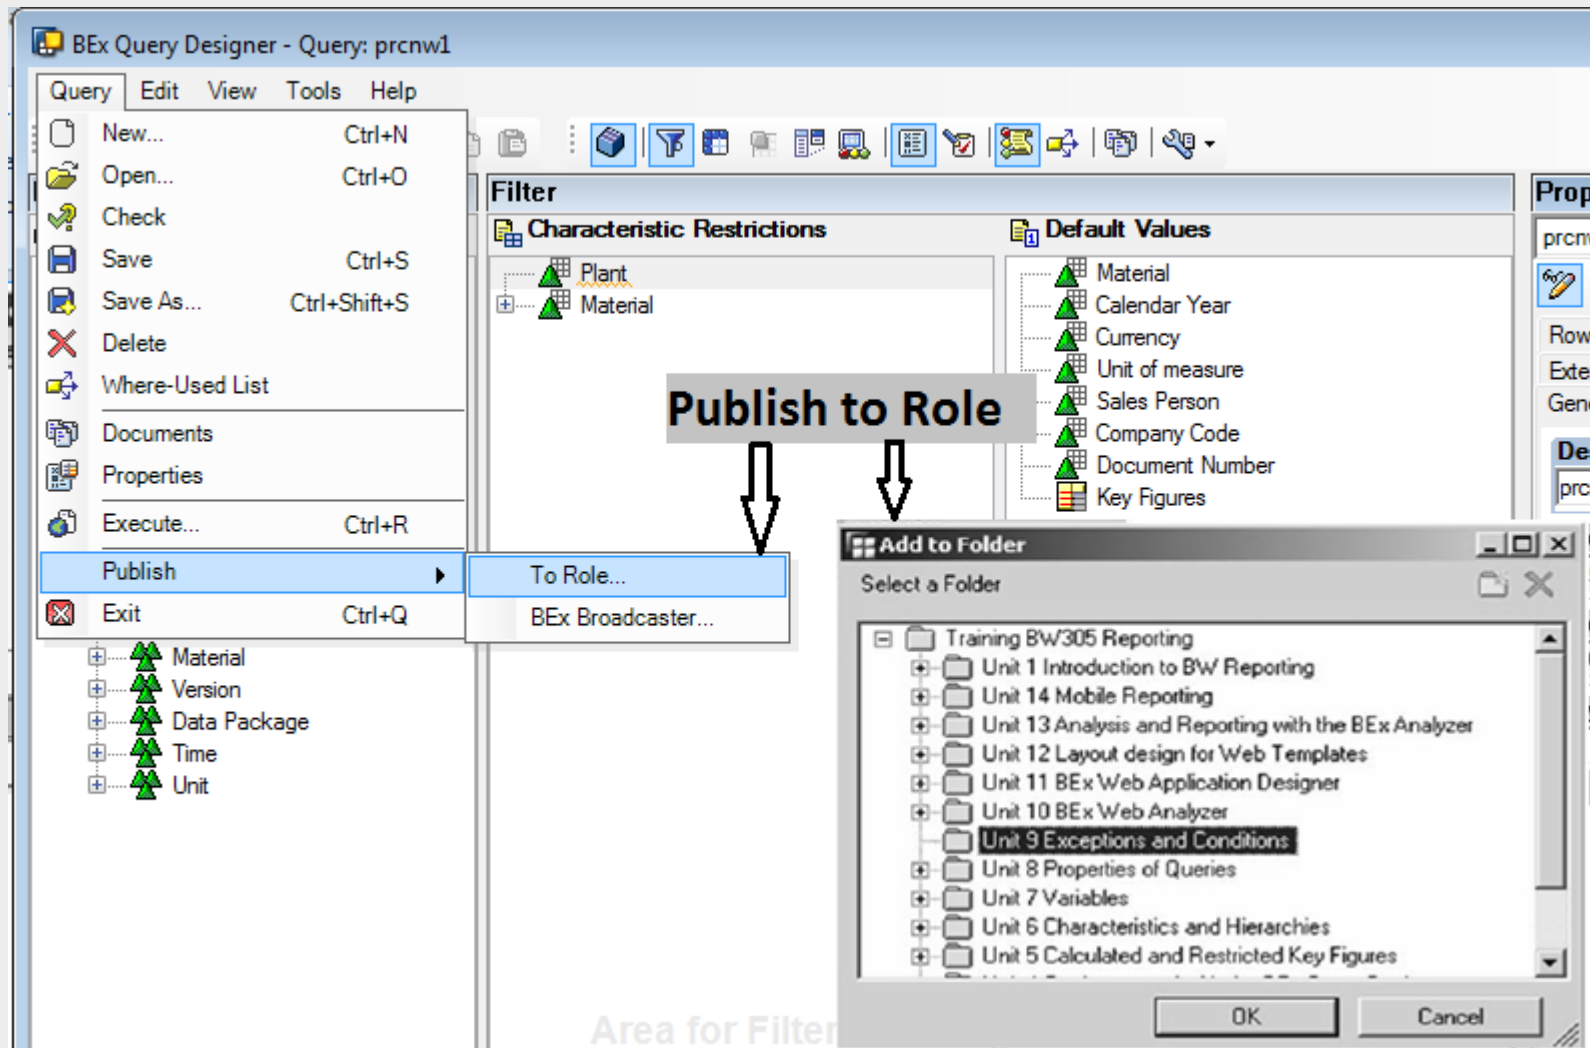 BEx Query Designer - Query: prcnw1
Query Edit View Tools Help
New... Ctrl+N
Open... Ctrl+O
Check
Save Ctrl+S
Save As... Ctrl+Shift+S
Delete
Where-Used List
Documents
Properties
Execute... Ctrl+R
Publish
Exit Ctrl+Q
To Role...
BEx Broadcaster...
Material
Version
Data Package
Time
Unit
Filter
Characteristic Restrictions
Plant
Material
Default Values
Material
Calendar Year
Currency
Unit of measure
Sales Person
Company Code
Document Number
Key Figures
Publish to Role
Area for Filter
Prop
prcnw
Row
Exte
Gene
De
prc
Add to Folder
Select a Folder
Training BW305 Reporting
Unit 1 Introduction to BW Reporting
Unit 14 Mobile Reporting
Unit 13 Analysis and Reporting with the BEx Analyzer
Unit 12 Layout design for Web Templates
Unit 11 BEx Web Application Designer
Unit 10 BEx Web Analyzer
Unit 9 Exceptions and Conditions
Unit 8 Properties of Queries
Unit 7 Variables
Unit 6 Characteristics and Hierarchies
Unit 5 Calculated and Restricted Key Figures
OK Cancel